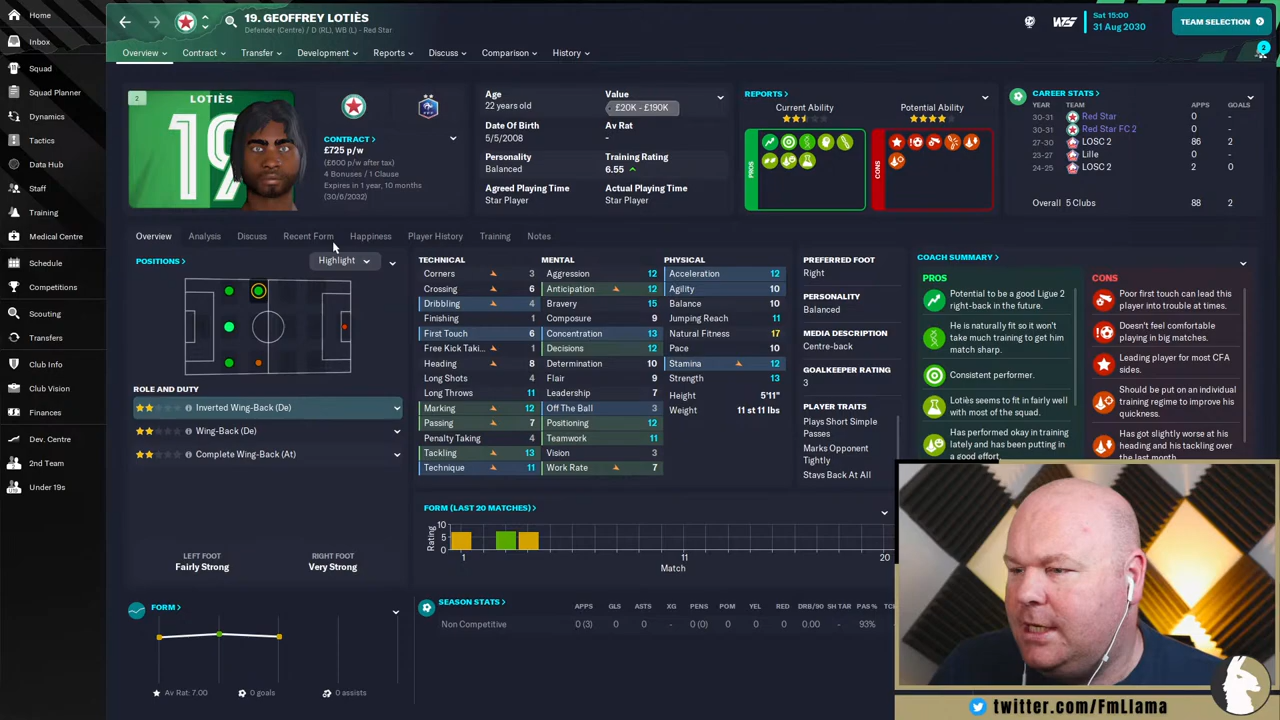 Home
Inbox
Squad
Squad Planner
Dynamics
Tactics
Data Hub
Staff
Training
Medical Centre
Schedule
Competitions
Scouting
Transfers
Club Info
Club Vision
Finances
Dev. Centre
2nd Team
Under 19s
19. GEOFFREY LOTIÈS
Defender (Centre) / D (RL), WB (L) - Red Star
Sat 15:00
31 Aug 2030
TEAM SELECTION
2
Overview
Contract
Transfer
Development
Reports
Discuss
Comparison
History
2
LOTIÈS
19
CONTRACT
£725 p/w
(£600 p/w after tax)
4 Bonuses / 1 Clause
Expires in 1 year, 10 months
(30/6/2032)
Age
22 years old
Date Of Birth
5/5/2008
Personality
Balanced
Agreed Playing Time
Star Player
Value
£20K - £190K
Av Rat
-
Training Rating
6.55
Actual Playing Time
Star Player
REPORTS
Current Ability
Potential Ability
PROS
CONS
CAREER STATS
YEAR TEAM APPS GOALS
30-31 Red Star 0 -
30-31 Red Star FC 2 0 -
27-30 LOSC 2 86 2
23-27 Lille 0 -
24-25 LOSC 2 2 0
Overall 5 Clubs 88 2
Overview
Analysis
Discuss
Recent Form
Happiness
Player History
Training
Notes
POSITIONS
Highlight
ROLE AND DUTY
Inverted Wing-Back (De)
Wing-Back (De)
Complete Wing-Back (At)
LEFT FOOT
Fairly Strong
RIGHT FOOT
Very Strong
TECHNICAL
Corners 3
Crossing 6
Dribbling 4
Finishing 1
First Touch 6
Free Kick Taki... 1
Heading 8
Long Shots 4
Long Throws 11
Marking 12
Passing 7
Penalty Taking 4
Tackling 13
Technique 11
MENTAL
Aggression 12
Anticipation 12
Bravery 15
Composure 9
Concentration 13
Decisions 12
Determination 10
Flair 9
Leadership 7
Off The Ball 3
Positioning 12
Teamwork 11
Vision 3
Work Rate 7
PHYSICAL
Acceleration 12
Agility 10
Balance 10
Jumping Reach 11
Natural Fitness 17
Pace 10
Stamina 12
Strength 13
Height 5'11"
Weight 11 st 11 lbs
PREFERRED FOOT
Right
PERSONALITY
Balanced
MEDIA DESCRIPTION
Centre-back
GOALKEEPER RATING
3
PLAYER TRAITS
Plays Short Simple
Passes
Marks Opponent
Tightly
Stays Back At All
COACH SUMMARY
PROS
Potential to be a good Ligue 2
right-back in the future.
He is naturally fit so it won't
take much training to get him
match sharp.
Consistent performer.
Lotiès seems to fit in fairly well
with most of the squad.
Has performed okay in training
lately and has been putting in
a good effort.
CONS
Poor first touch can lead this
player into trouble at times.
Doesn't feel comfortable
playing in big matches.
Leading player for most CFA
sides.
Should be put on an individual
training regime to improve his
quickness.
Has got slightly worse at his
heading and his tackling over
the last month.
FORM (LAST 20 MATCHES)
Rating
10
5
0
1
11
20
Match
FORM
Av Rat: 7.00
0 goals
0 assists
SEASON STATS
APPS GLS ASTS XG PENS POM YEL RED DRB/90 SH TAR PAS %
Non Competitive 0 (3) 0 0 - 0 (0) 0 0 0 0:00 - 93%
twitter.com/FmLlama